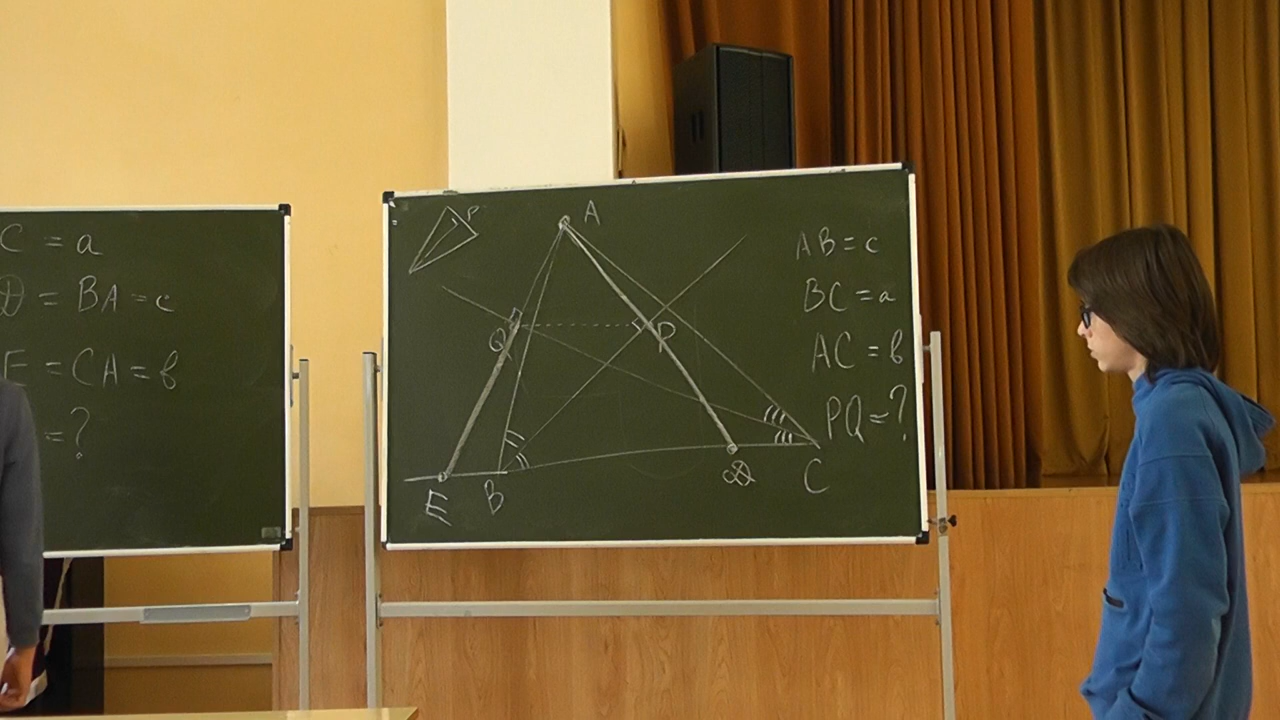 C = a
D = BA = c
E = CA = b
= ?
P
A
Q
P
E
B
D
C
AB = c
BC = a
AC = b
PQ = ?